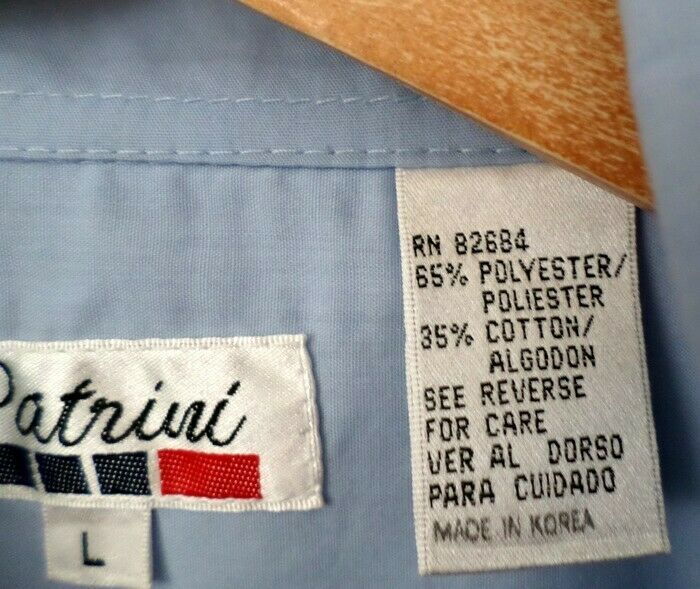 RN 82684
65% POLYESTER/
POLIESTER
35% COTTON/
ALGODON
SEE REVERSE
FOR CARE
VER AL DORSO
PARA CUIDADO
MADE IN KOREA
Patrini
L